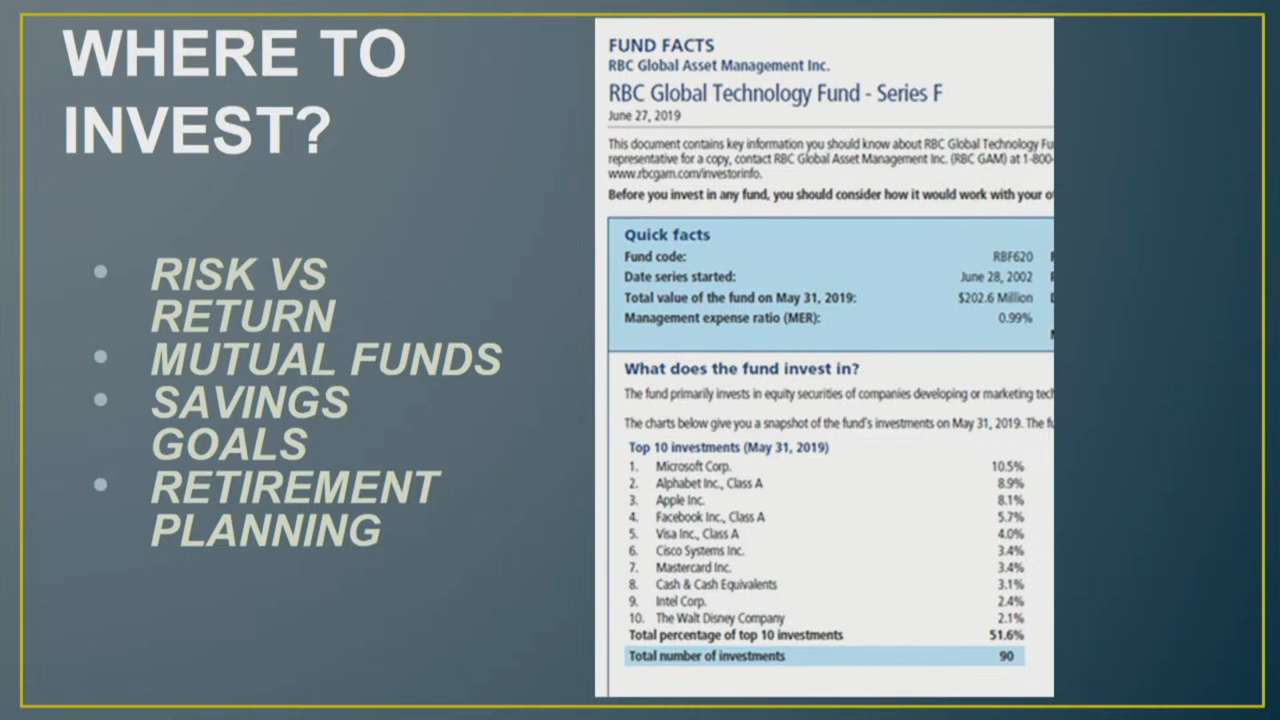 WHERE TO
INVEST?
• RISK VS
RETURN
• MUTUAL FUNDS
• SAVINGS
GOALS
• RETIREMENT
PLANNING
FUND FACTS
RBC Global Asset Management Inc.
RBC Global Technology Fund - Series F
June 27, 2019
This document contains key information you should know about RBC Global Technology Fu
representative for a copy, contact RBC Global Asset Management Inc. (RBC GAM) at 1-800-
www.rbcgam.com/investorinfo.
Before you invest in any fund, you should consider how it would work with your o
Quick facts
Fund code: RBF620
Date series started: June 28, 2002
Total value of the fund on May 31, 2019: $202.6 Million
Management expense ratio (MER): 0.99%
What does the fund invest in?
The fund primarily invests in equity securities of companies developing or marketing tec
The charts below give you a snapshot of the fund's investments on May 31, 2019. The fu
Top 10 investments (May 31, 2019)
1. Microsoft Corp. 10.5%
2. Alphabet Inc., Class A 8.9%
3. Apple Inc. 8.1%
4. Facebook Inc., Class A 5.7%
5. Visa Inc., Class A 4.0%
6. Cisco Systems Inc. 3.4%
7. Mastercard Inc. 3.4%
8. Cash & Cash Equivalents 3.1%
9. Intel Corp. 2.4%
10. The Walt Disney Company 2.1%
Total percentage of top 10 investments 51.6%
Total number of investments 90